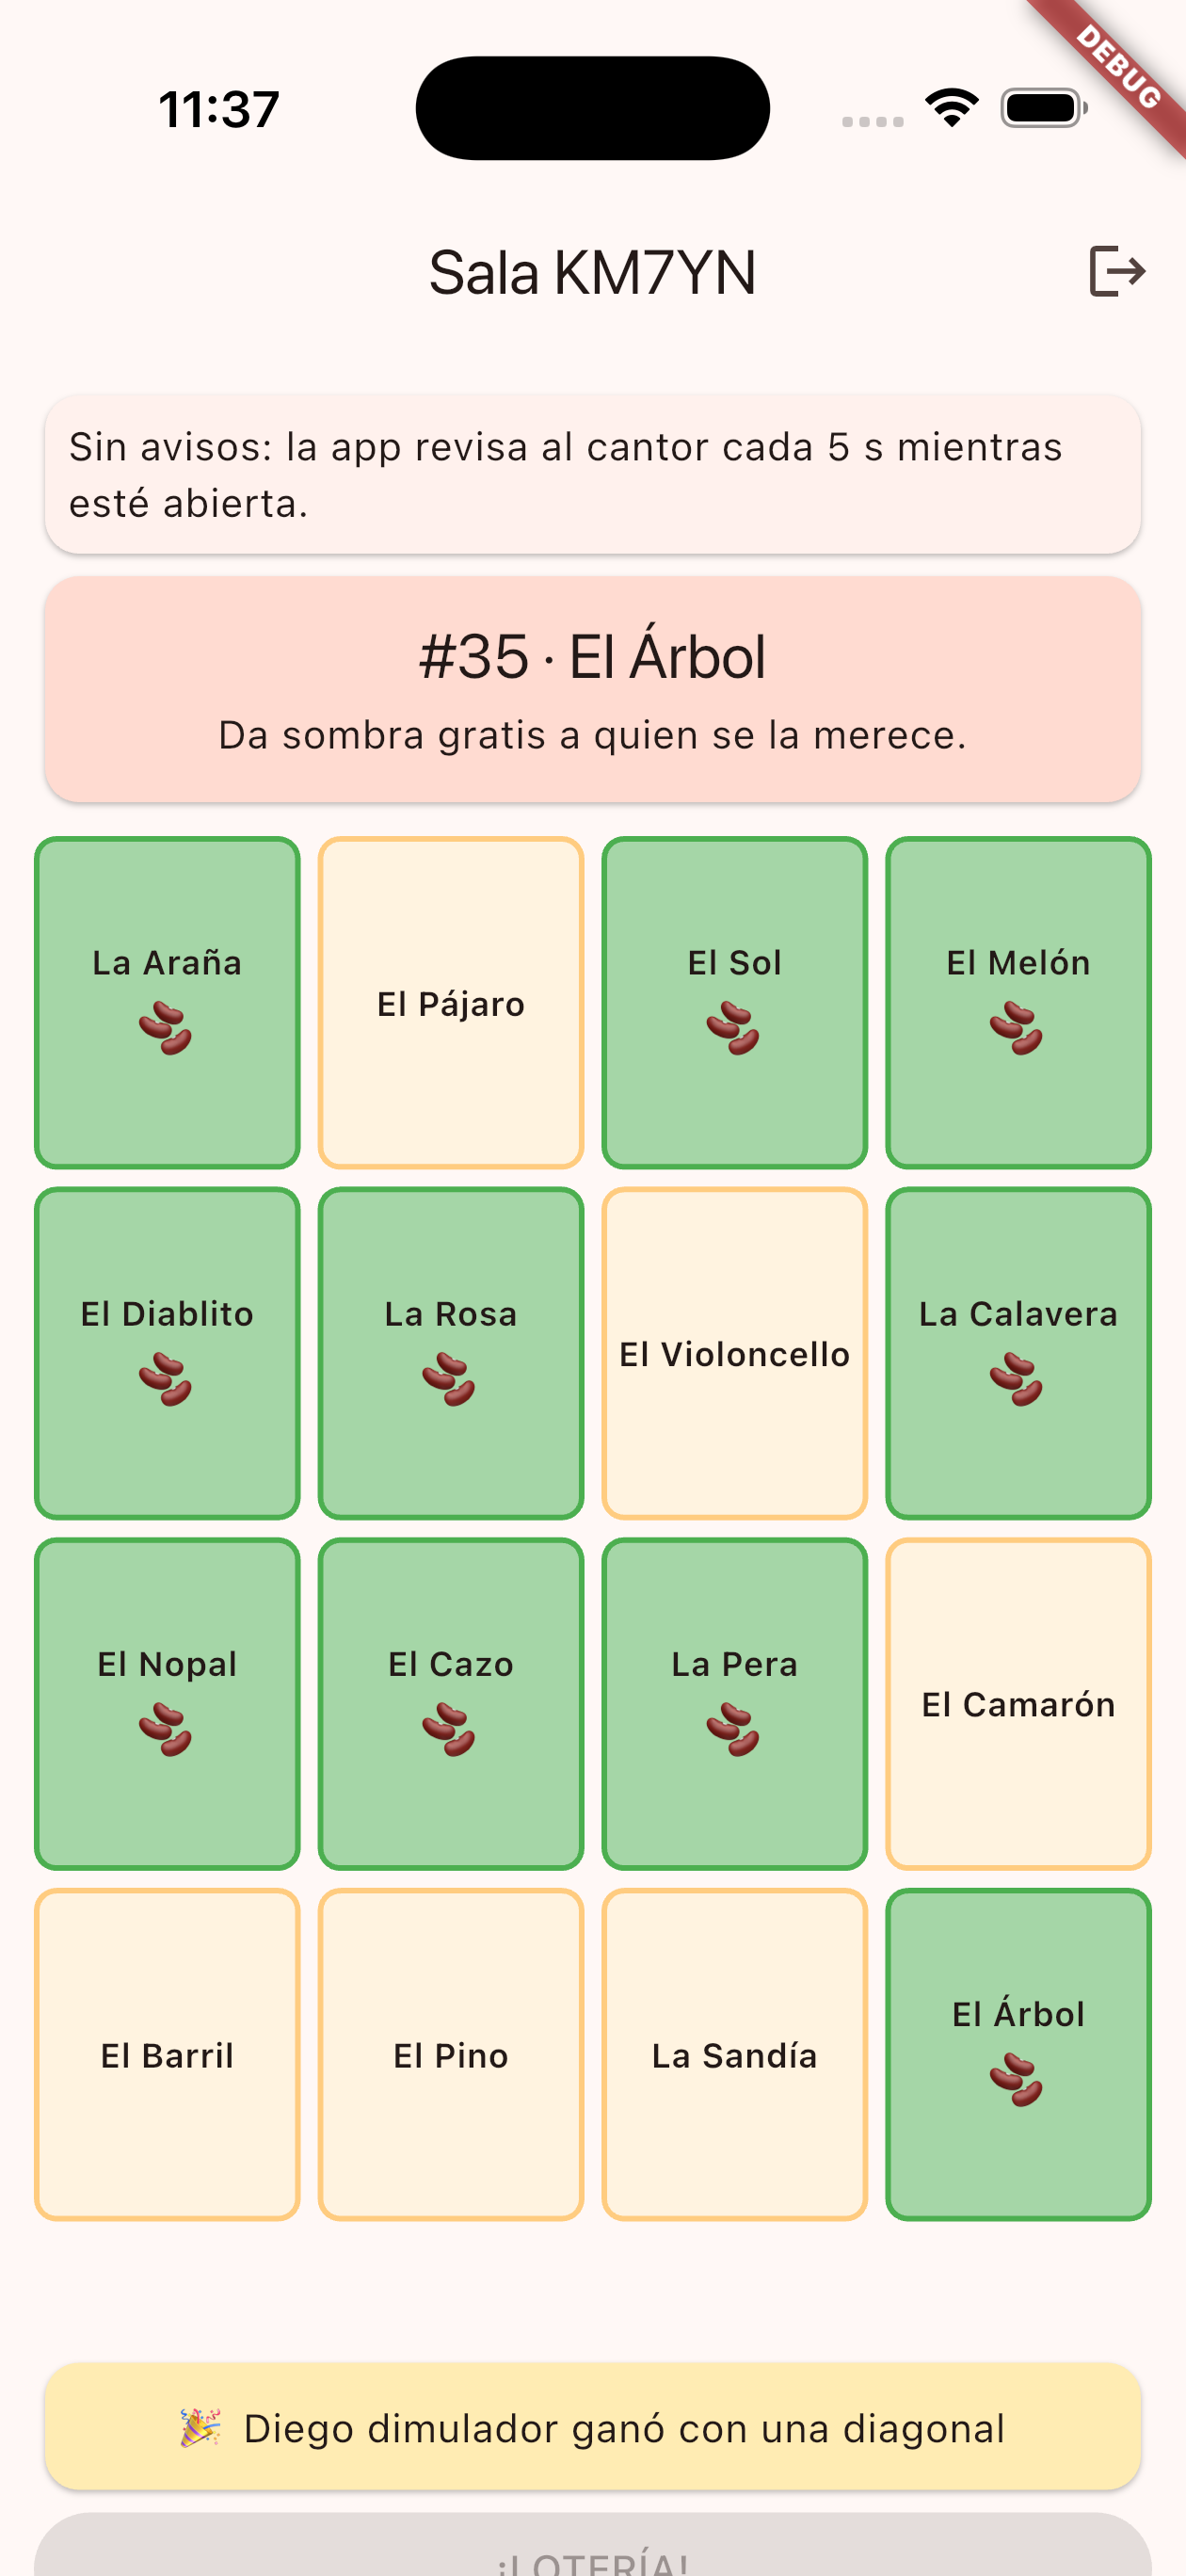 11:37
DEBUG
Sala KM7YN
Sin avisos: la app revisa al cantor cada 5 s mientras
esté abierta.
#35 · El Árbol
Da sombra gratis a quien se la merece.
La Araña
El Pájaro
El Sol
El Melón
El Diablito
La Rosa
El Violoncello
La Calavera
El Nopal
El Cazo
La Pera
El Camarón
El Barril
El Pino
La Sandía
El Árbol
🎉 Diego dimulador ganó con una diagonal
¡LOTERÍA!